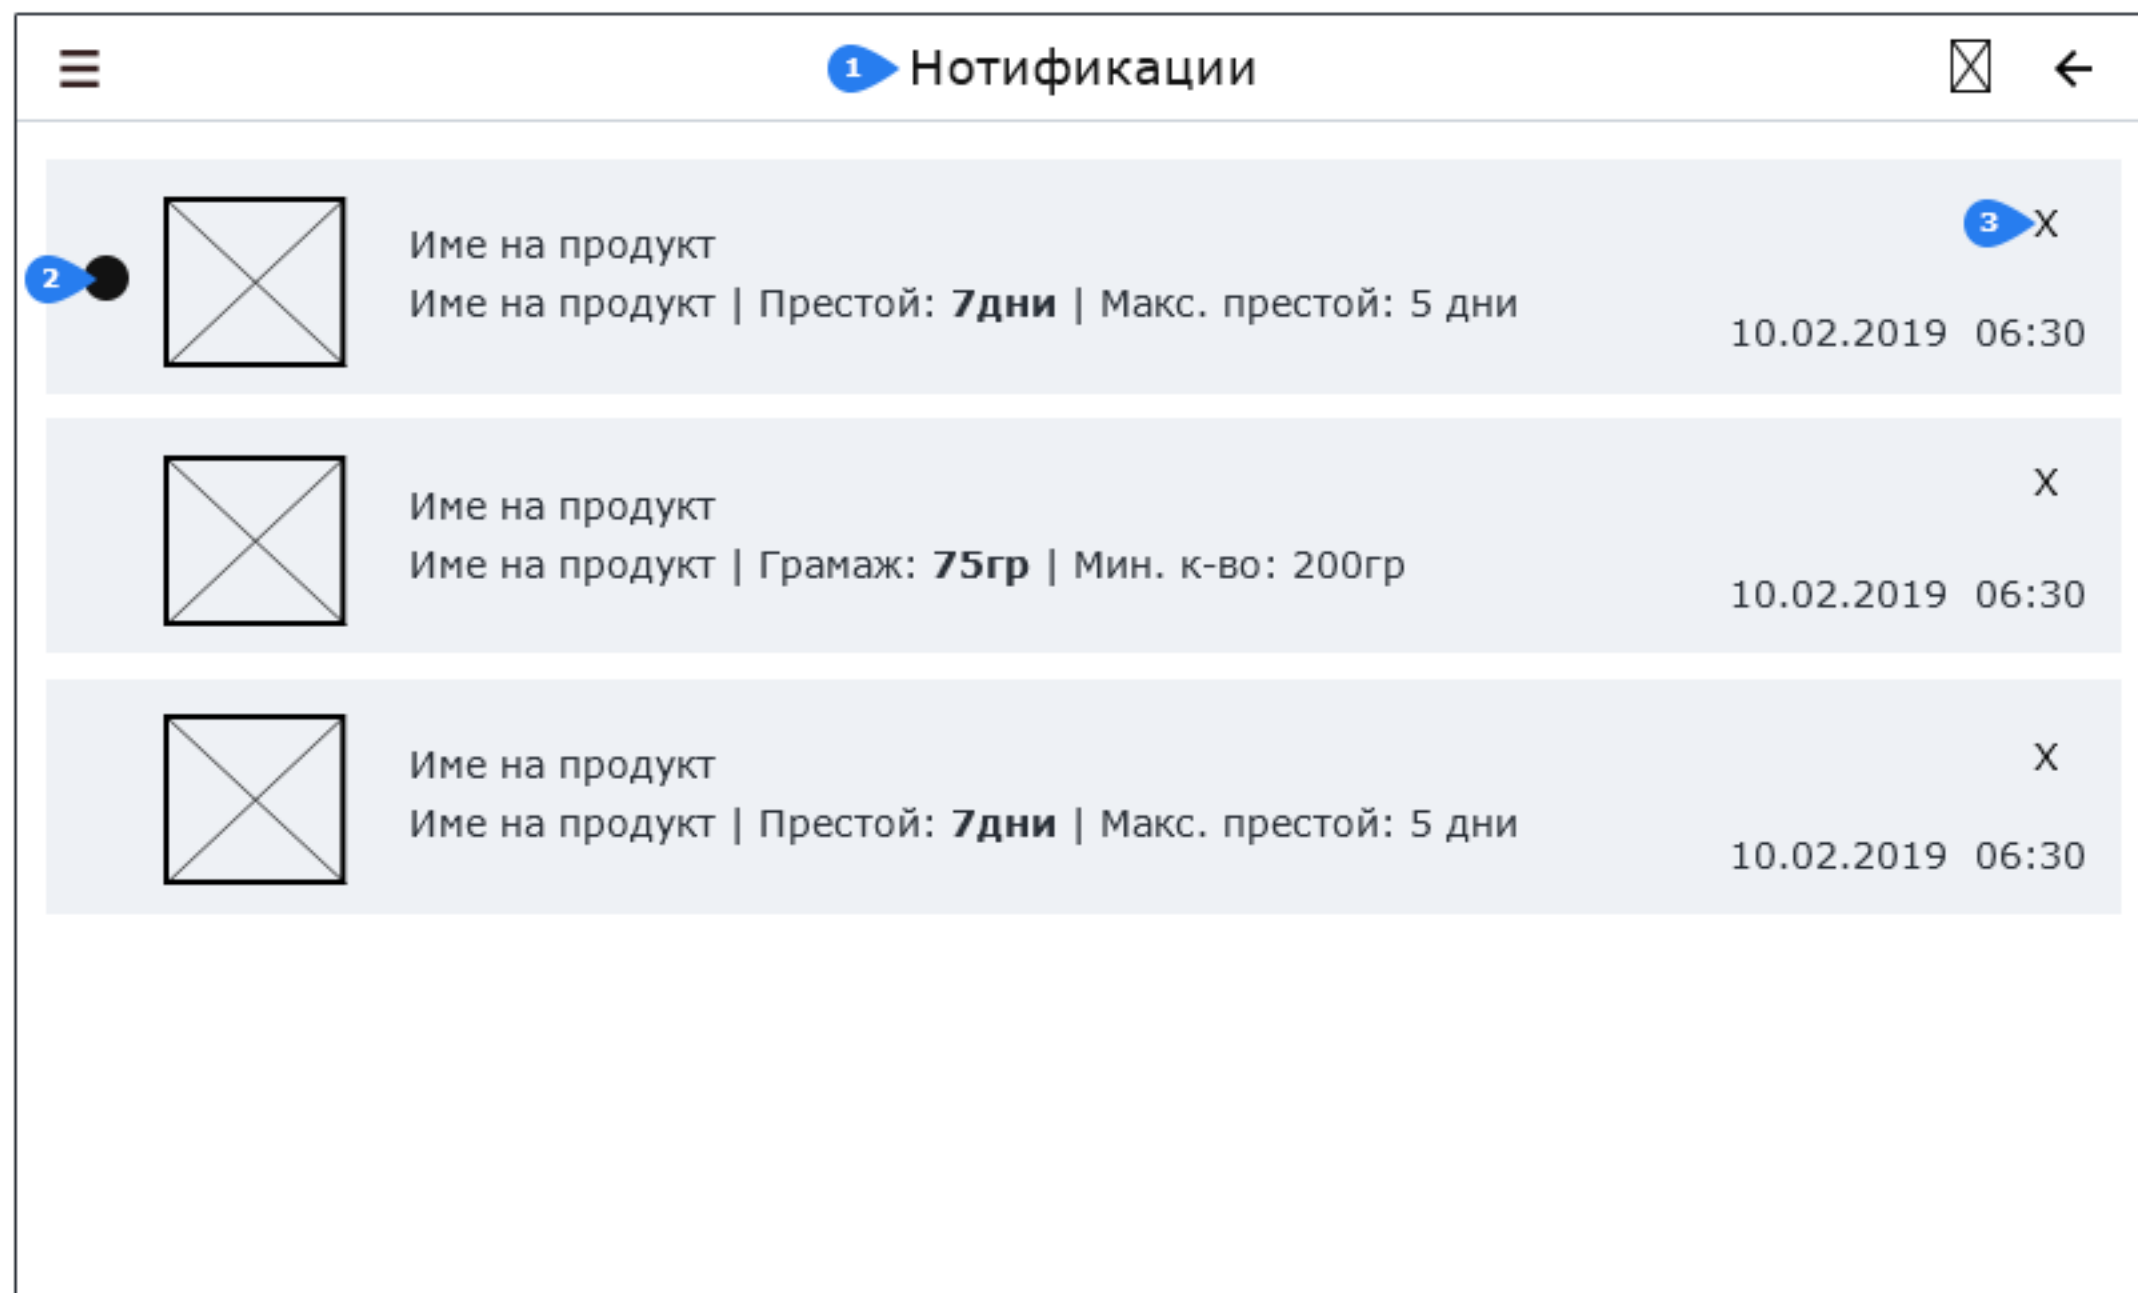 1 Нотификации
3 X
Име на продукт
2
Име на продукт | Престой: 7дни | Макс. престой: 5 дни
10.02.2019 06:30
X
Име на продукт
Име на продукт | Грамаж: 75гр | Мин. к-во: 200гр
10.02.2019 06:30
X
Име на продукт
Име на продукт | Престой: 7дни | Макс. престой: 5 дни
10.02.2019 06:30